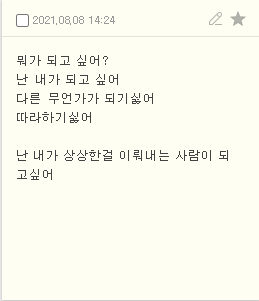 2021.08.08 14:24
뭐가 되고 싶어?
난 내가 되고 싶어
다른 무언가가 되기싫어
따라하기싫어
난 내가 상상한걸 이뤄내는 사람이 되
고싶어